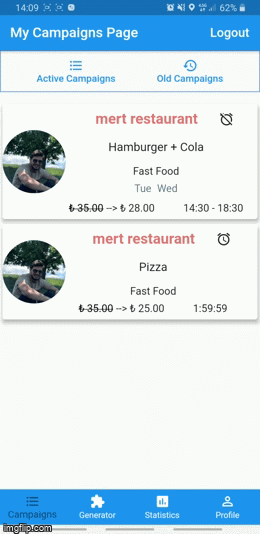 14:09 62%
My Campaigns Page Logout
Active Campaigns Old Campaigns
mert restaurant
Hamburger + Cola
Fast Food
Tue Wed
₺ 35.00 --> ₺ 28.00 14:30 - 18:30
mert restaurant
Pizza
Fast Food
₺ 35.00 --> ₺ 25.00 1:59:59
Campaigns Generator Statistics Profile
imgflip.com